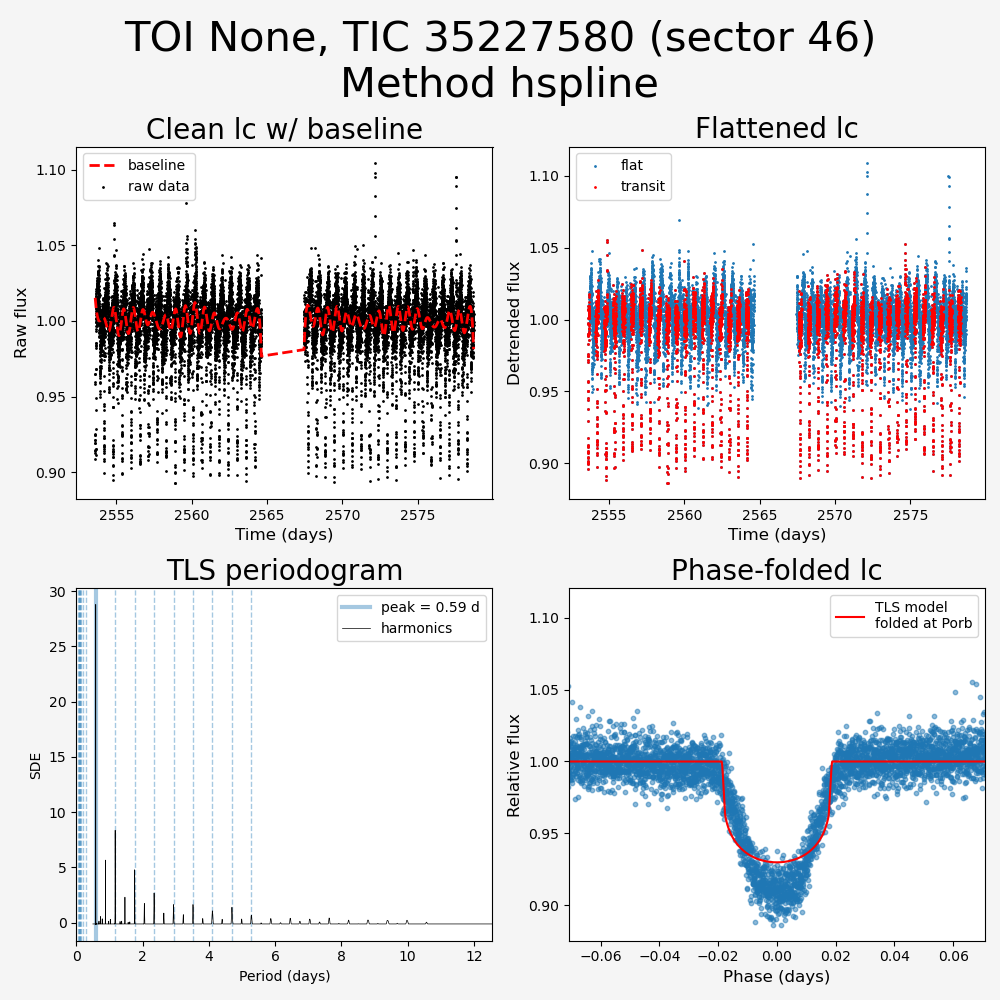 TOI None, TIC 35227580 (sector 46)
Method hspline
Clean lc w/ baseline
baseline
raw data
1.10
1.05
1.00
0.95
0.90
Raw flux
2555
2560
2565
2570
2575
Time (days)
Flattened lc
flat
transit
1.10
1.05
1.00
0.95
0.90
Detrended flux
2555
2560
2565
2570
2575
Time (days)
TLS periodogram
peak = 0.59 d
harmonics
30
25
20
15
10
5
0
SDE
0
2
4
6
8
10
12
Period (days)
Phase-folded lc
TLS model
folded at Porb
1.10
1.05
1.00
0.95
0.90
Relative flux
−0.06
−0.04
−0.02
0.00
0.02
0.04
0.06
Phase (days)